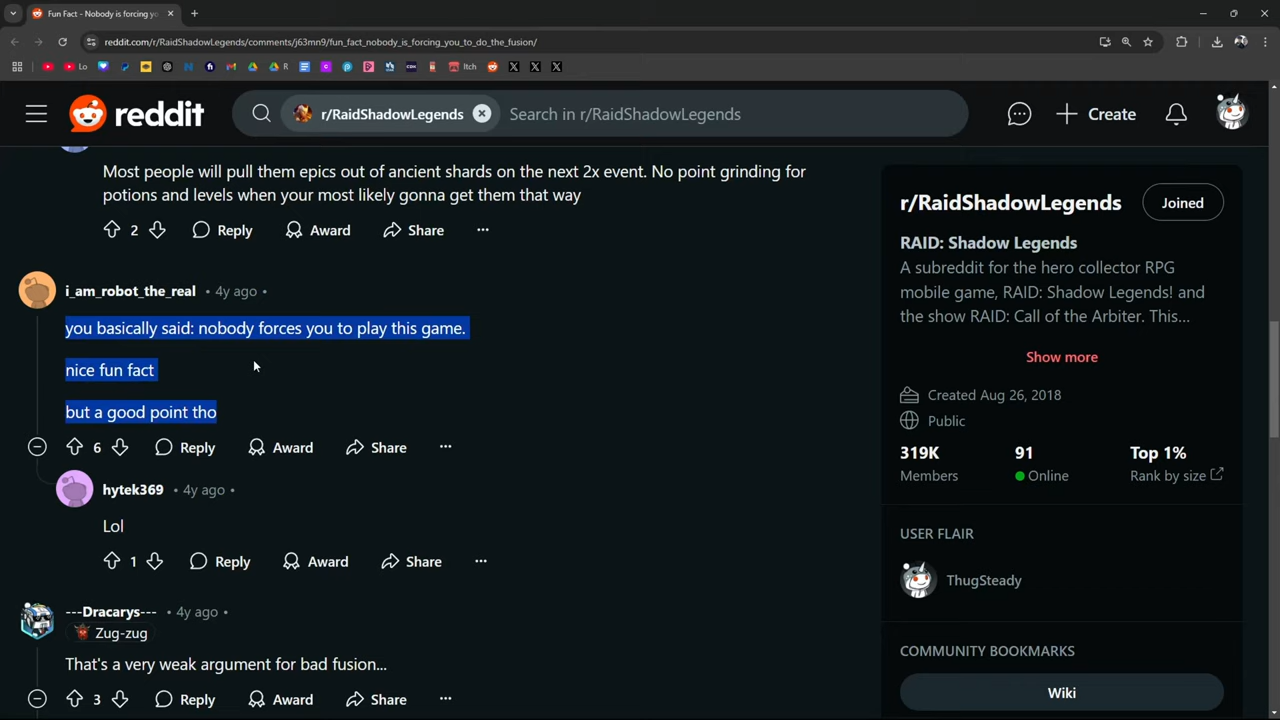 Fun Fact - Nobody is forcing y
reddit.com/r/RaidShadowLegends/comments/j63mn9/fun_fact_nobody_is_forcing_you_to_do_the_fusion/
Lo
R
Itch
reddit
r/RaidShadowLegends
Search in r/RaidShadowLegends
Create
Most people will pull them epics out of ancient shards on the next 2x event. No point grinding for
potions and levels when your most likely gonna get them that way
2 Reply Award Share
i_am_robot_the_real • 4y ago •
you basically said: nobody forces you to play this game.
nice fun fact
but a good point tho
6 Reply Award Share
hytek369 • 4y ago •
Lol
1 Reply Award Share
---Dracarys--- • 4y ago •
Zug-zug
That's a very weak argument for bad fusion...
3 Reply Award Share
r/RaidShadowLegends
Joined
RAID: Shadow Legends
A subreddit for the hero collector RPG
mobile game, RAID: Shadow Legends! and
the show RAID: Call of the Arbiter. This...
Show more
Created Aug 26, 2018
Public
319K 91 Top 1%
Members Online Rank by size
USER FLAIR
ThugSteady
COMMUNITY BOOKMARKS
Wiki